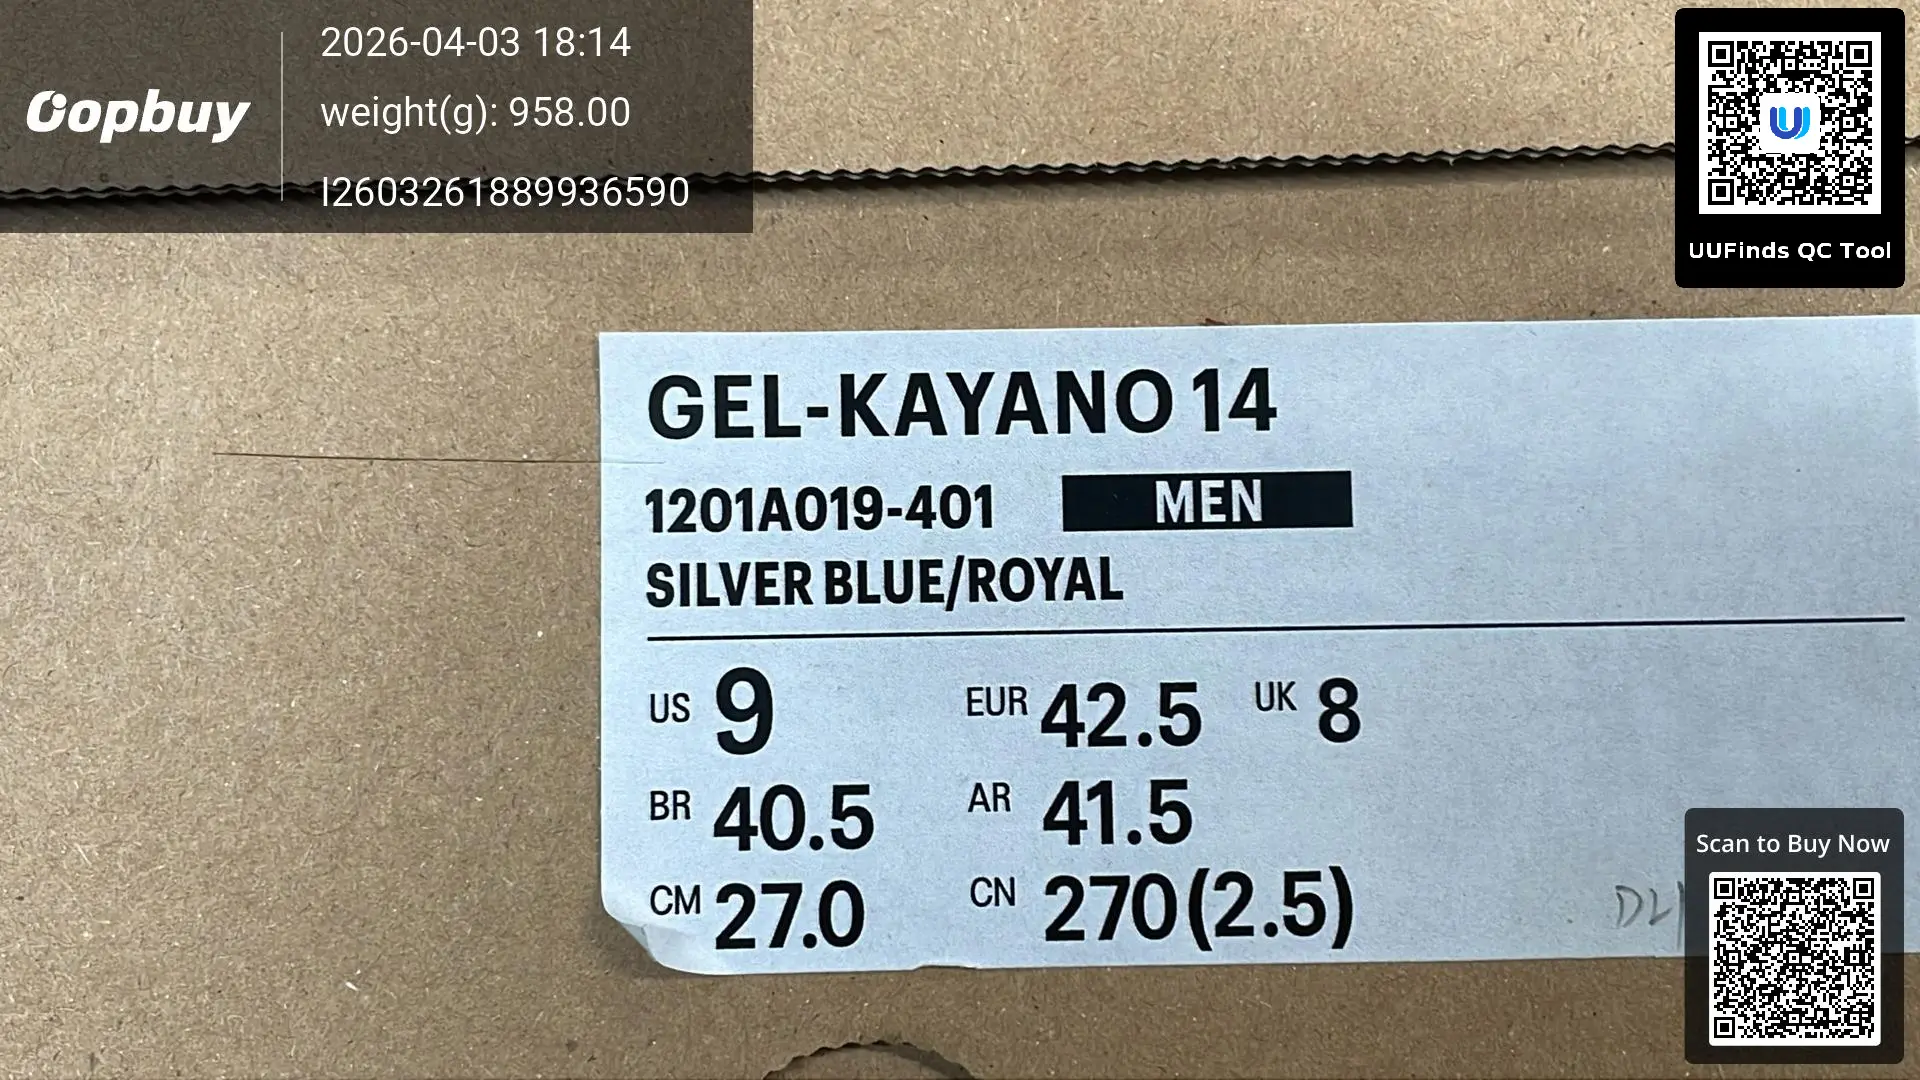 Oopbuy
2026-04-03 18:14
weight(g): 958.00
I2603261889936590
UUFinds QC Tool
GEL-KAYANO 14
1201A019-401 MEN
SILVER BLUE/ROYAL
US 9 EUR 42.5 UK 8
BR 40.5 AR 41.5
CM 27.0 CN 270(2.5)
Scan to Buy Now